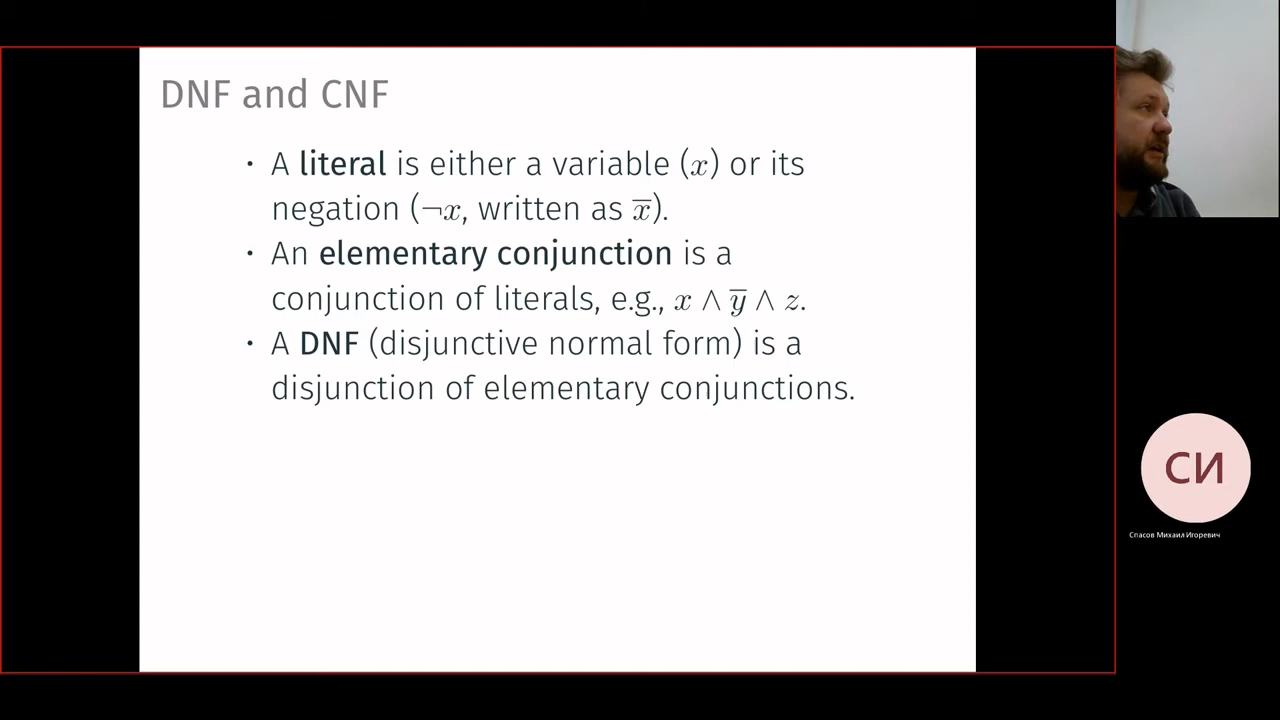 DNF and CNF
• A literal is either a variable (x) or its
negation (¬x, written as x̅).
• An elementary conjunction is a
conjunction of literals, e.g., x ∧ y̅ ∧ z.
• A DNF (disjunctive normal form) is a
disjunction of elementary conjunctions.
СИ
Спасов Михаил Игоревич